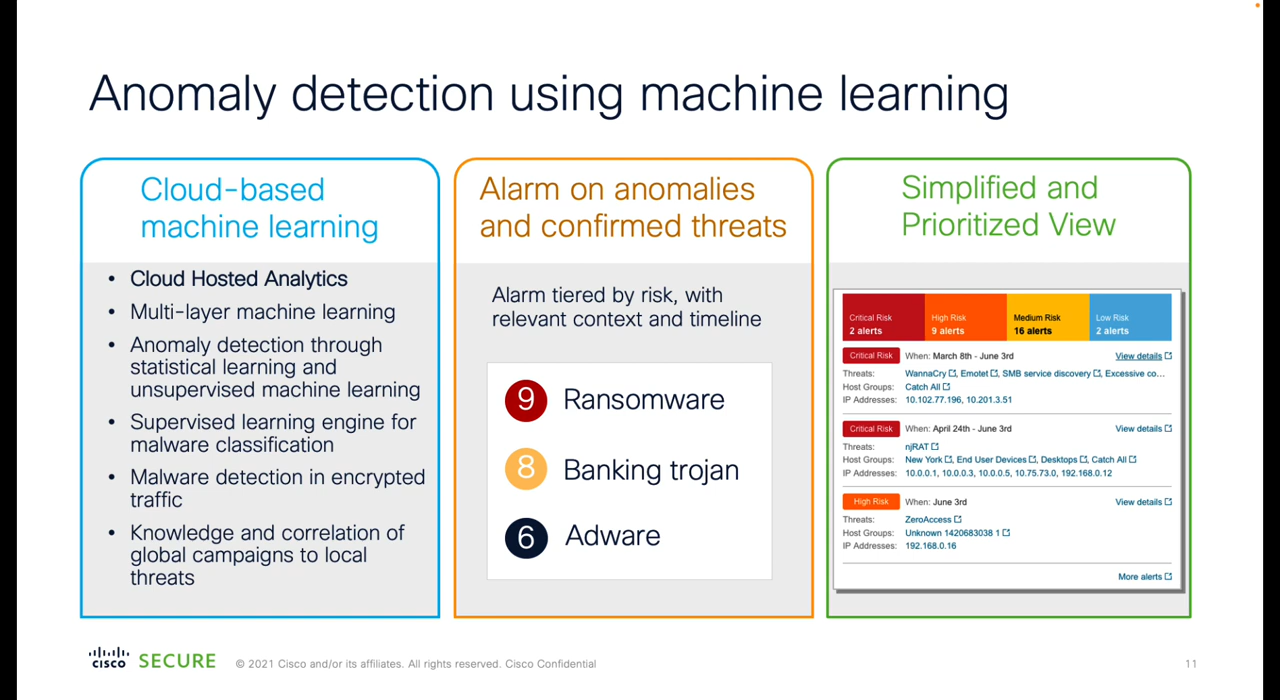 Anomaly detection using machine learning
Cloud-based
machine learning
• Cloud Hosted Analytics
• Multi-layer machine learning
• Anomaly detection through
statistical learning and
unsupervised machine learning
• Supervised learning engine for
malware classification
• Malware detection in encrypted
traffic
• Knowledge and correlation of
global campaigns to local
threats
Alarm on anomalies
and confirmed threats
Alarm tiered by risk, with
relevant context and timeline
9 Ransomware
8 Banking trojan
6 Adware
Simplified and
Prioritized View
Critical Risk High Risk Medium Risk Low Risk
2 alerts 9 alerts 16 alerts 2 alerts
Critical Risk When: March 8th - June 3rd View details
Threats: WannaCry, Emotet, SMB service discovery, Excessive co...
Host Groups: Catch All
IP Addresses: 10.102.77.196, 10.201.3.51
Critical Risk When: April 24th - June 3rd View details
Threats: njRAT
Host Groups: New York, End User Devices, Desktops, Catch All
IP Addresses: 10.0.0.1, 10.0.0.3, 10.0.0.5, 10.75.73.0, 192.168.0.12
High Risk When: June 3rd View details
Threats: ZeroAccess
Host Groups: Unknown 1420683038 1
IP Addresses: 192.168.0.16
More alerts
cisco SECURE © 2021 Cisco and/or its affiliates. All rights reserved. Cisco Confidential 11